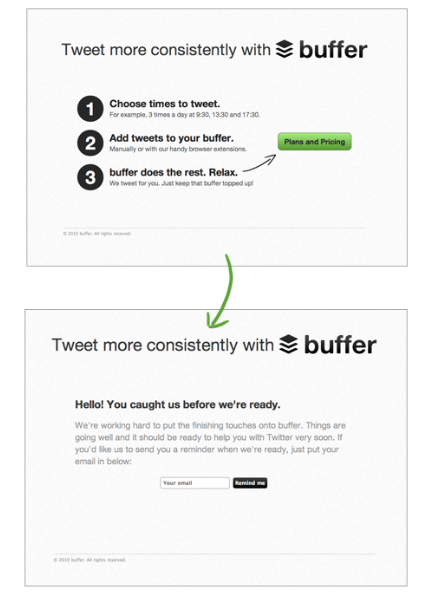 Tweet more consistently with buffer
1 Choose times to tweet.
For example, 3 times a day at 9:30, 13:30 and 17:30.
2 Add tweets to your buffer.
Manually or with our handy browser extensions.
Plans and Pricing
3 buffer does the rest. Relax.
We tweet for you. Just keep that buffer topped up!
© 2010 buffer. All rights reserved.
Tweet more consistently with buffer
Hello! You caught us before we're ready.
We're working hard to put the finishing touches onto buffer. Things are
going well and it should be ready to help you with Twitter very soon. If
you'd like us to send you a reminder when we're ready, just put your
email in below:
Your email Remind me
© 2010 buffer. All rights reserved.